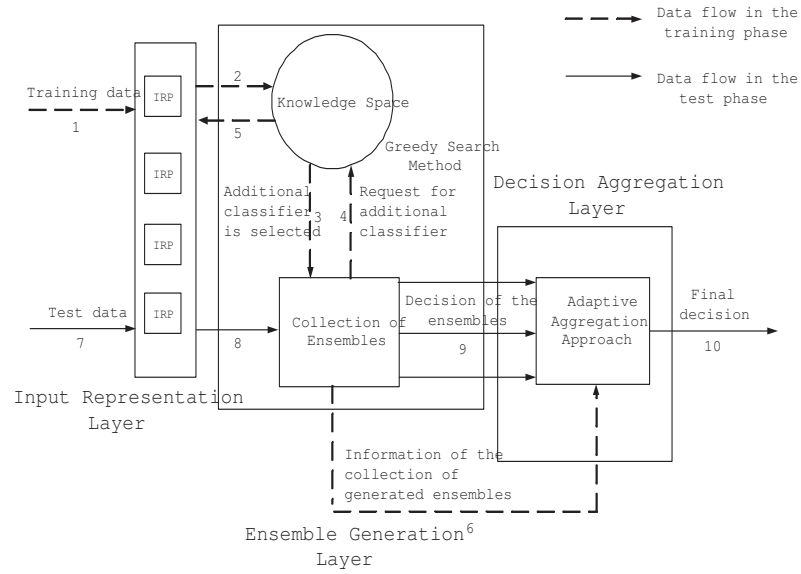 Data flow in the
training phase
Data flow in the
test phase
Training data
1
IRP
2
5
Knowledge Space
Greedy Search
Method
IRP
Additional
classifier
is selected
3
4
Request for
additional
classifier
Decision Aggregation
Layer
IRP
Test data
7
IRP
8
Collection of
Ensembles
Decision of the
ensembles
9
Adaptive
Aggregation
Approach
Final
decision
10
Input Representation
Layer
Information of the
collection of
generated ensembles
6
Ensemble Generation
Layer